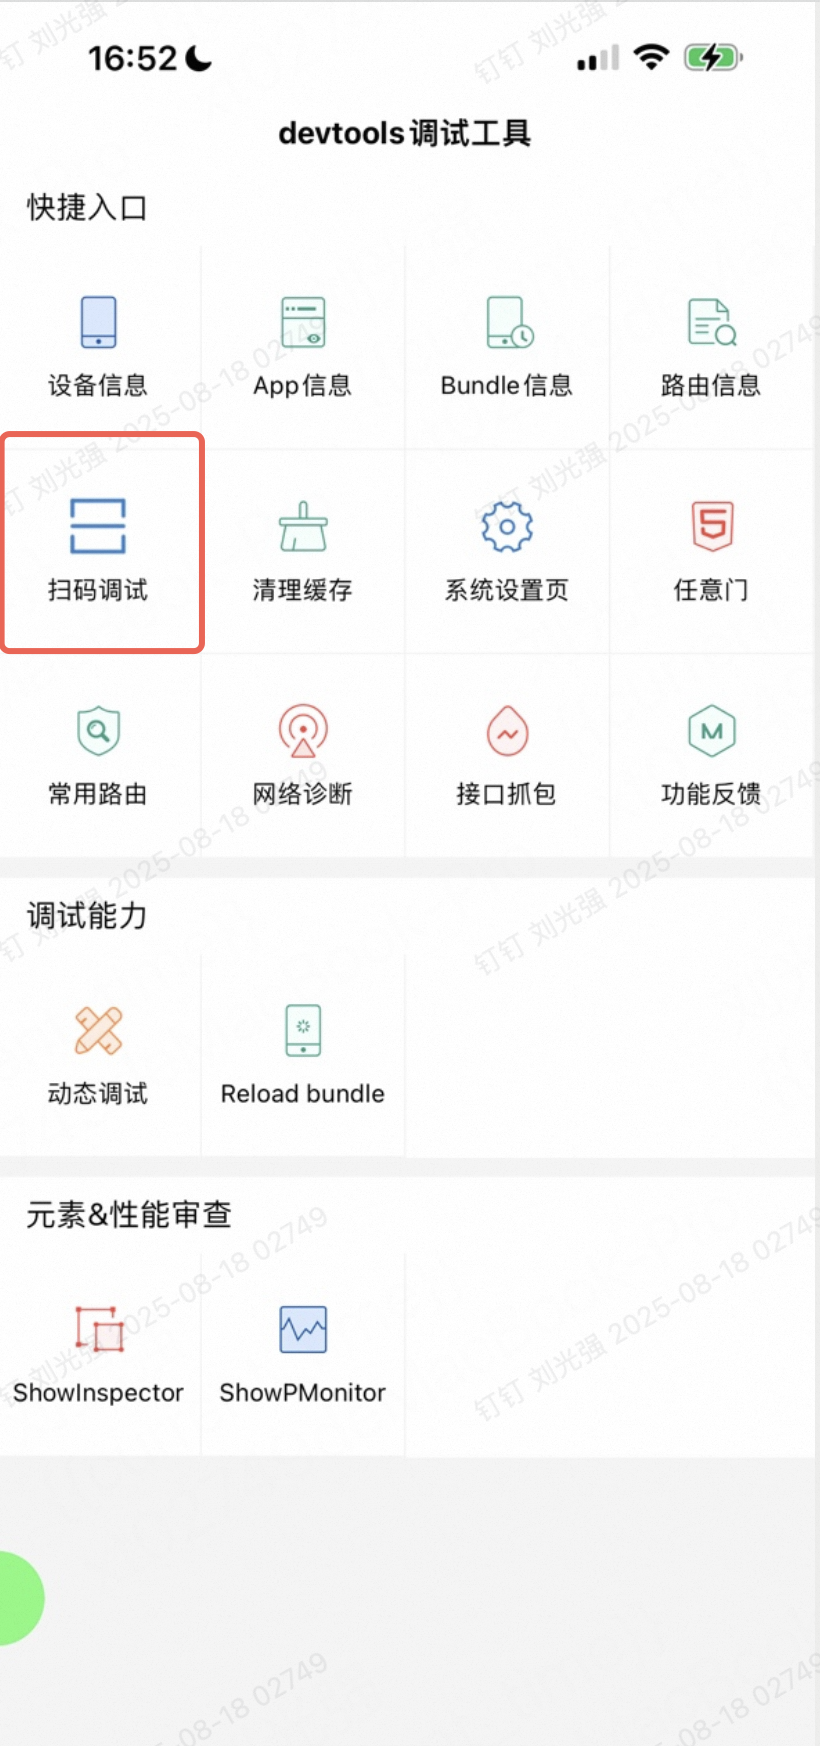 16:52
devtools调试工具
快捷入口
设备信息 App信息 Bundle信息 路由信息
5
扫码调试 清理缓存 系统设置页 任意门
M
常用路由 网络诊断 接口抓包 功能反馈
调试能力
动态调试 Reload bundle
元素&性能审查
ShowInspector ShowPMonitor
钉钉 刘光强 2025-08-18 02749